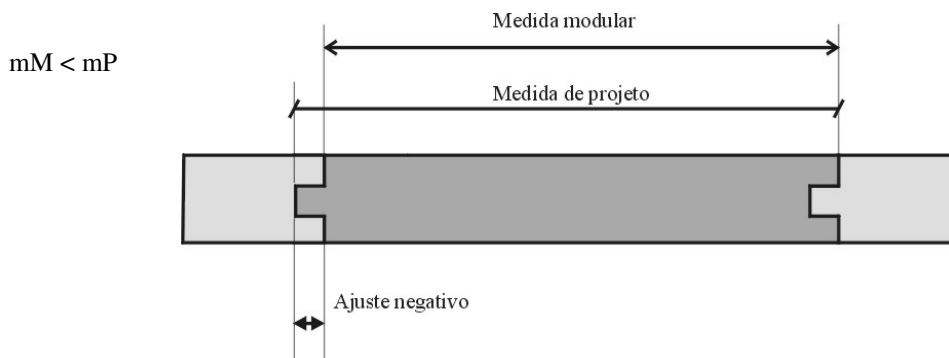 Medida modular
mM < mP
Medida de projeto
Ajuste negativo